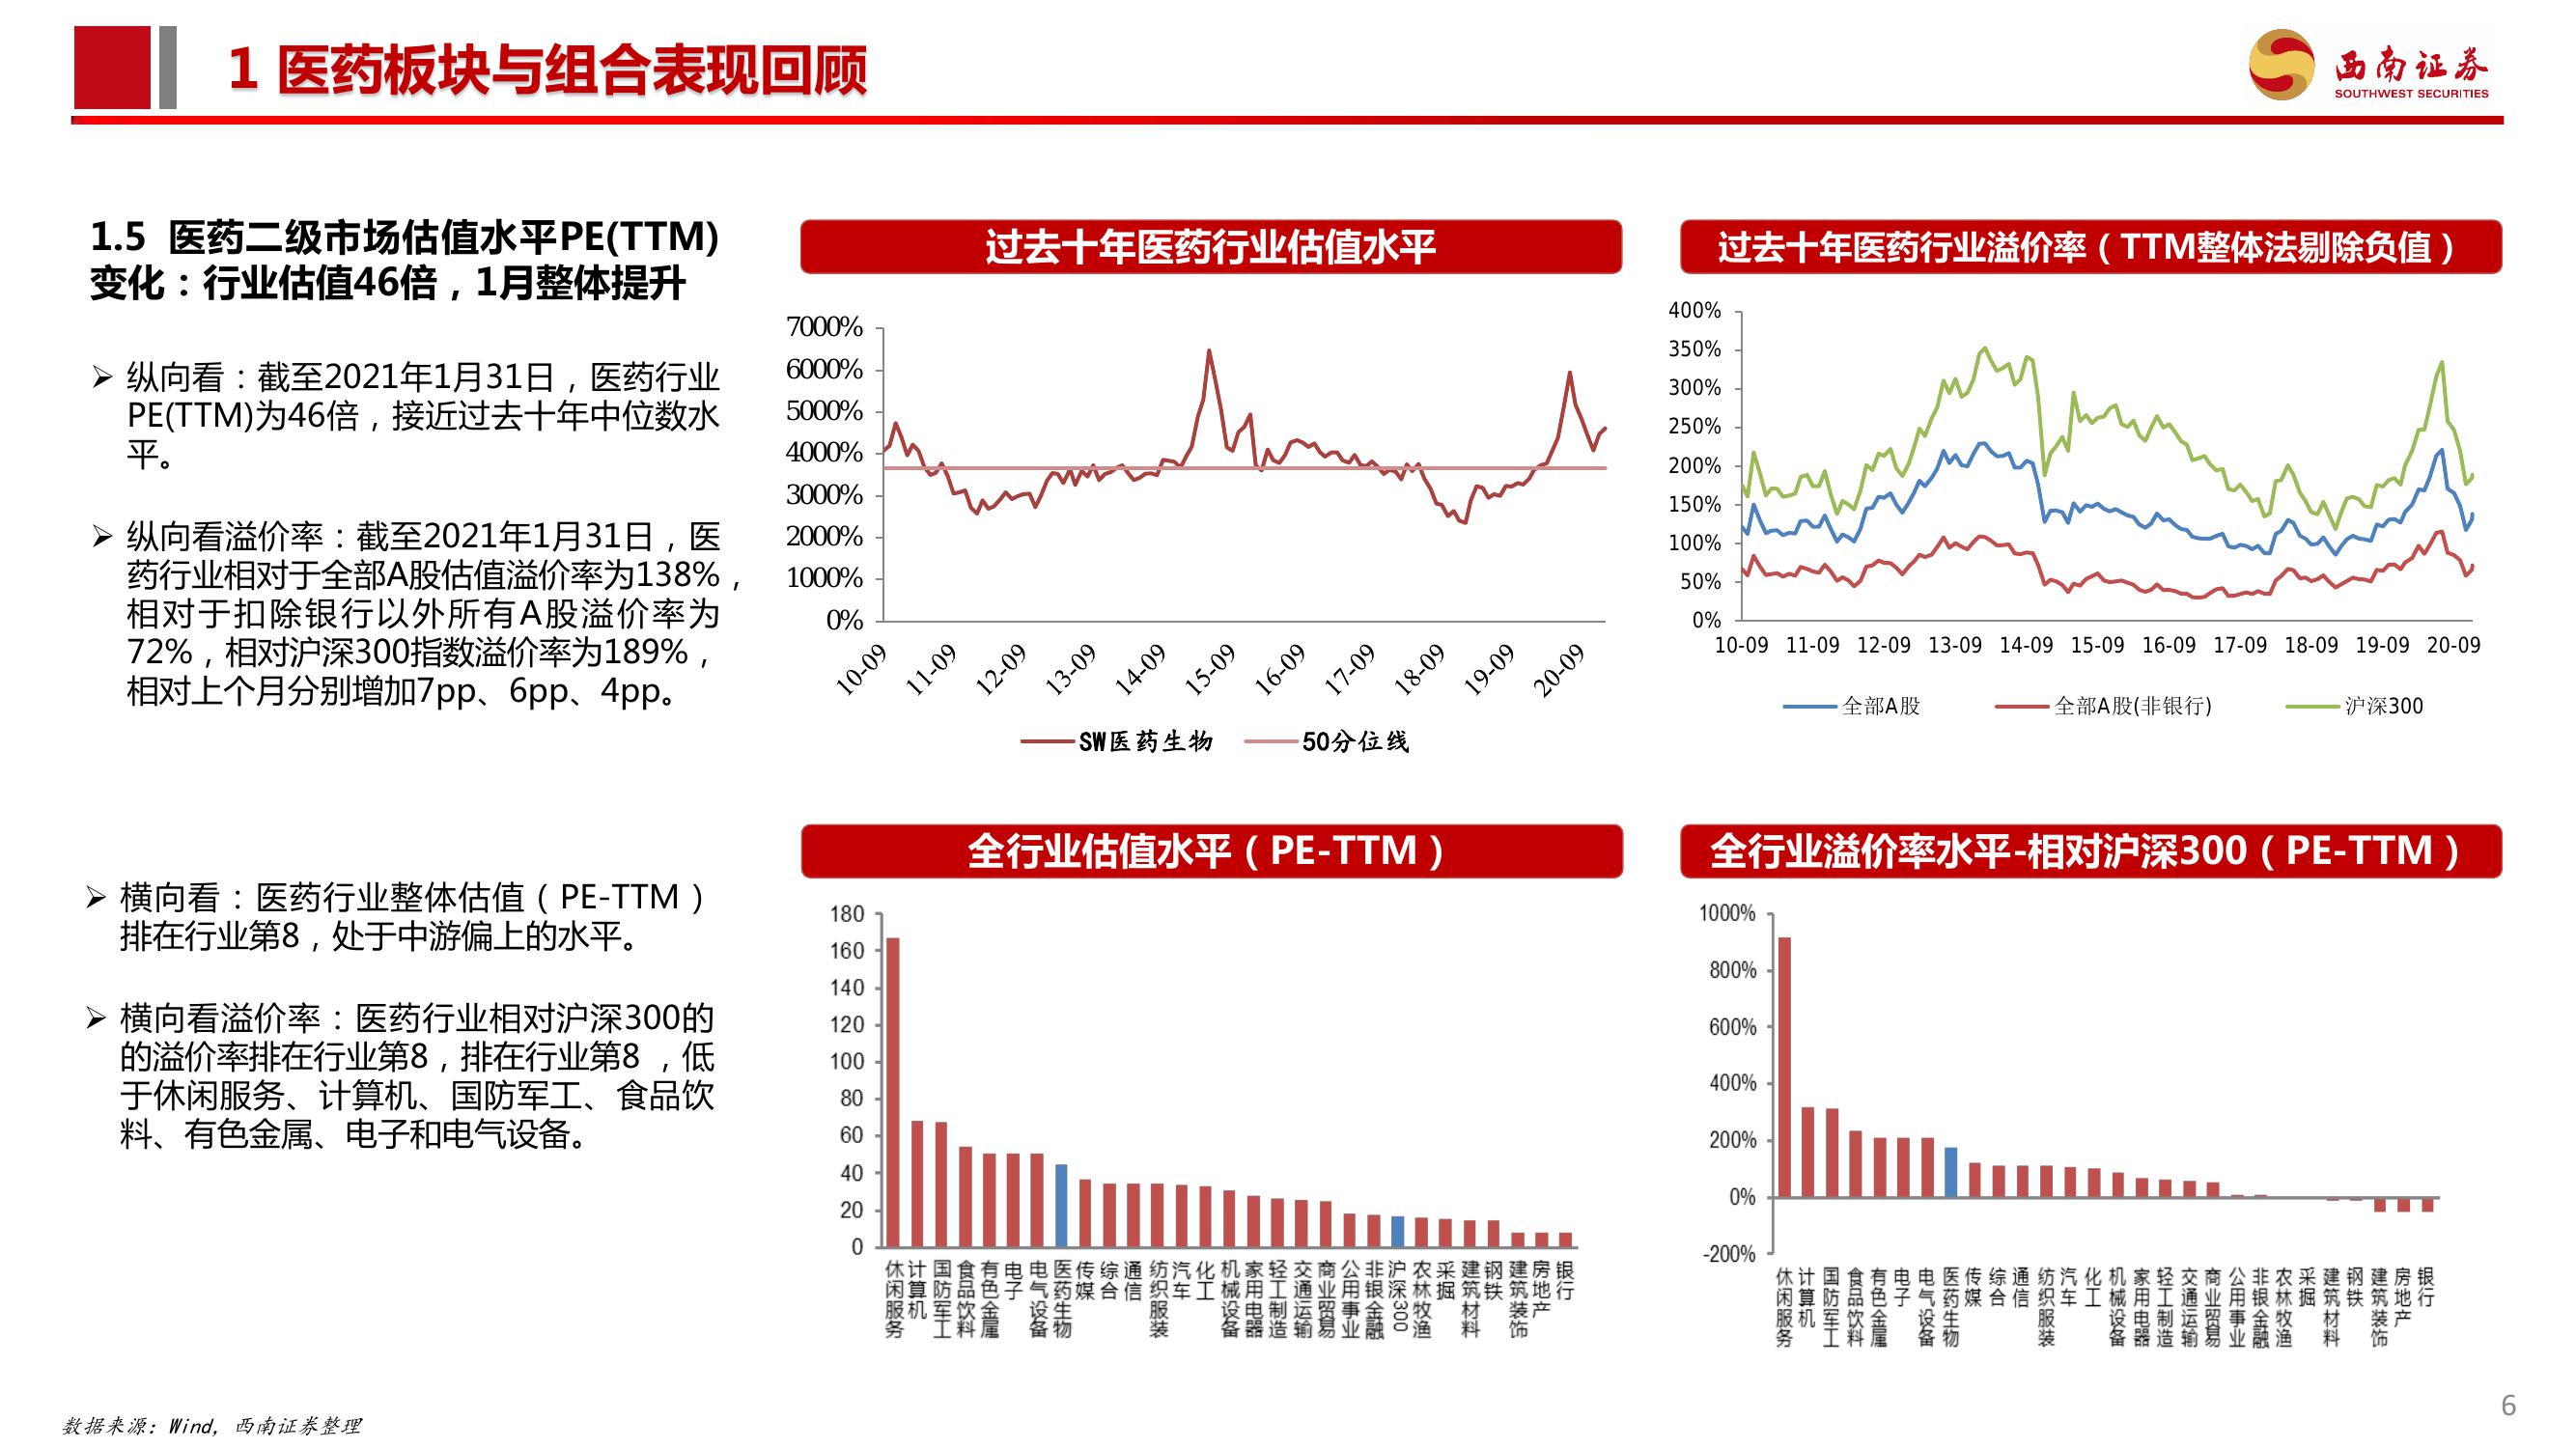 1 医药板块与组合表现回顾
西南证券
SOUTHWEST SECURITIES
1.5 医药二级市场估值水平PE(TTM)
变化：行业估值46倍，1月整体提升
➢ 纵向看：截至2021年1月31日，医药行业
PE(TTM)为46倍，接近过去十年中位数水
平。
➢ 纵向看溢价率：截至2021年1月31日，医
药行业相对于全部A股估值溢价率为138%，
相对于扣除银行以外所有A股溢价率为
72%，相对沪深300指数溢价率为189%，
相对上个月分别增加7pp、6pp、4pp。
➢ 横向看：医药行业整体估值（PE-TTM）
排在行业第8，处于中游偏上的水平。
➢ 横向看溢价率：医药行业相对沪深300的
的溢价率排在行业第8，排在行业第8 ，低
于休闲服务、计算机、国防军工、食品饮
料、有色金属、电子和电气设备。
过去十年医药行业估值水平
7000%
6000%
5000%
4000%
3000%
2000%
1000%
0%
10-09 11-09 12-09 13-09 14-09 15-09 16-09 17-09 18-09 19-09 20-09
SW医药生物 50分位线
过去十年医药行业溢价率（TTM整体法剔除负值）
400%
350%
300%
250%
200%
150%
100%
50%
0%
10-09 11-09 12-09 13-09 14-09 15-09 16-09 17-09 18-09 19-09 20-09
全部A股 全部A股(非银行) 沪深300
全行业估值水平（PE-TTM）
180
160
140
120
100
80
60
40
20
0
休闲服务 计算机 国防军工 食品饮料 有色金属 电子 电气设备 医药生物 传媒 综合 通信 纺织服装 汽车 化工 机械设备 家用电器 轻工制造 交通运输 商业贸易 公用事业 非银金融 沪深300 农林牧渔 采掘 建筑材料 钢铁 建筑装饰 房地产 银行
全行业溢价率水平-相对沪深300（PE-TTM）
1000%
800%
600%
400%
200%
0%
-200%
休闲服务 计算机 国防军工 食品饮料 有色金属 电子 电气设备 医药生物 传媒 综合 通信 纺织服装 汽车 化工 机械设备 家用电器 轻工制造 交通运输 商业贸易 公用事业 非银金融 农林牧渔 采掘 建筑材料 钢铁 建筑装饰 房地产 银行
数据来源：Wind，西南证券整理
6